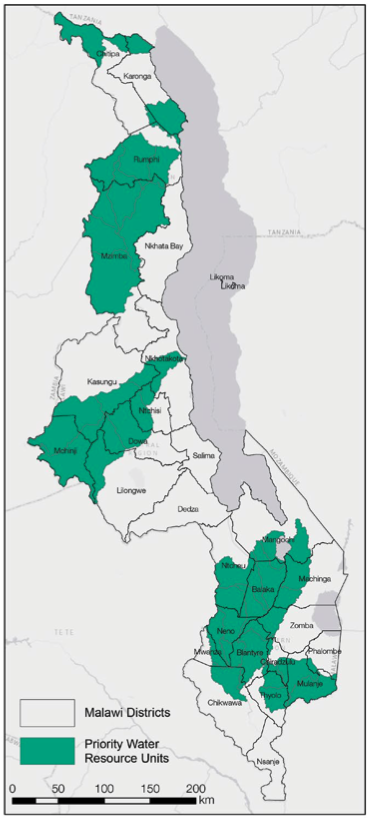 TANZANIA
Chitipa
Karonga
Rumphi
Mzimba
Nkhata Bay
TANZANIA
Likoma
Likoma
Nkhotakota
Kasungu
Ntchisi
Mchinji
Dowa
Salima
MOZAMBIQUE
Lilongwe
Dedza
Mangochi
Ntcheu
Balaka
Machinga
Zomba
TETE
Neno
Mwanza
Blantyre
Chiradzulu
Phalombe
Thyolo
Mulanje
Chikwawa
Nsanje
Malawi Districts
Priority Water
Resource Units
0 50 100 150 200
km